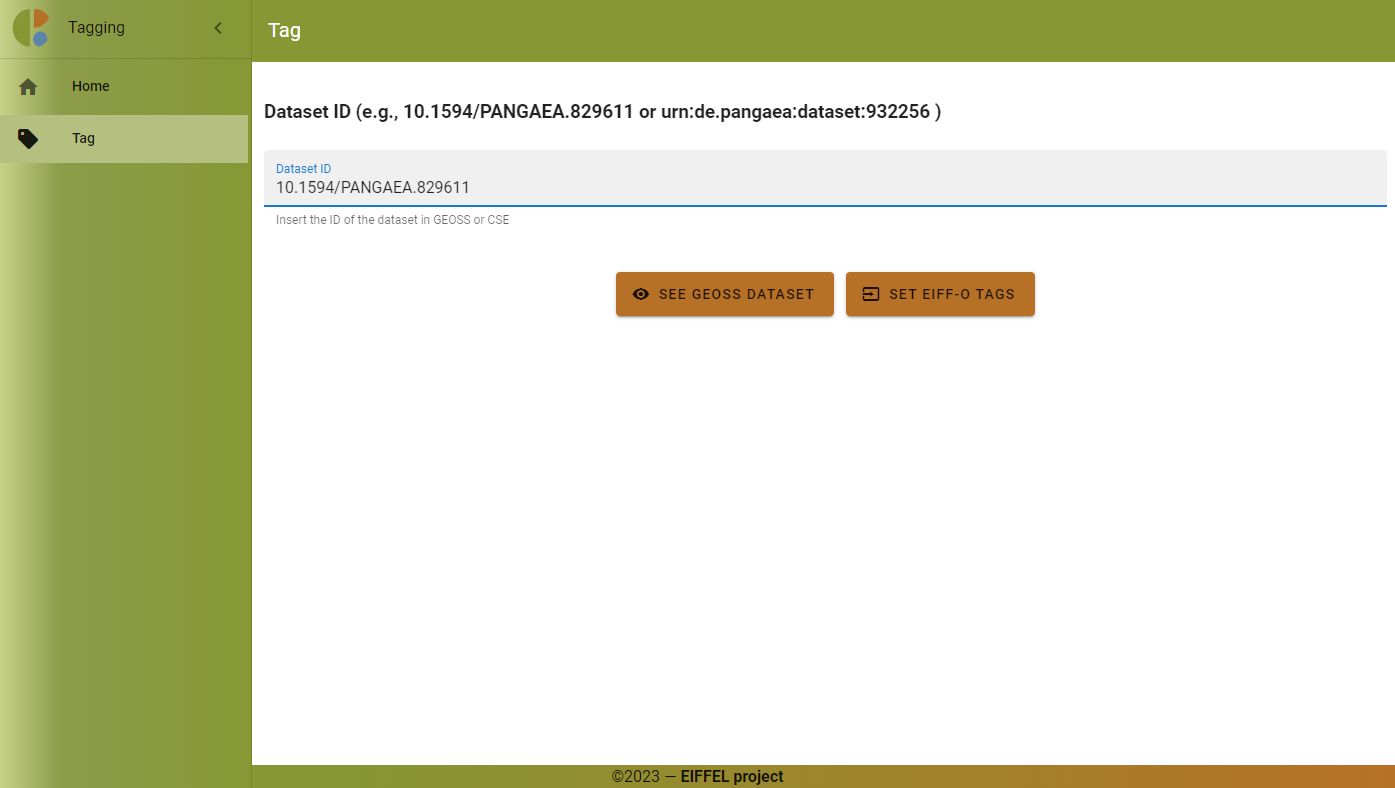 Tagging
Home
Tag
Tag
Dataset ID (e.g., 10.1594/PANGAEA.829611 or urn:de.pangaea:dataset:932256 )
Dataset ID
10.1594/PANGAEA.829611
Insert the ID of the dataset in GEOSS or CSE
SEE GEOSS DATASET
SET EIFF-O TAGS
©2023 — EIFFEL project